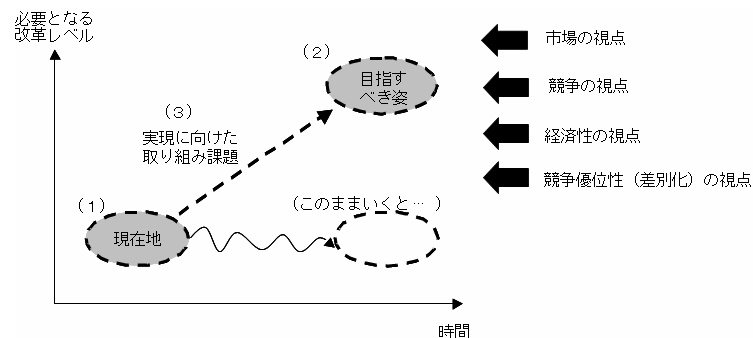 必要となる
改革レベル
（２）
目指す
べき姿
（３）
実現に向けた
取り組み課題
（１）
現在地
（このままいくと… ）
時間
市場の視点
競争の視点
経済性の視点
競争優位性（差別化）の視点